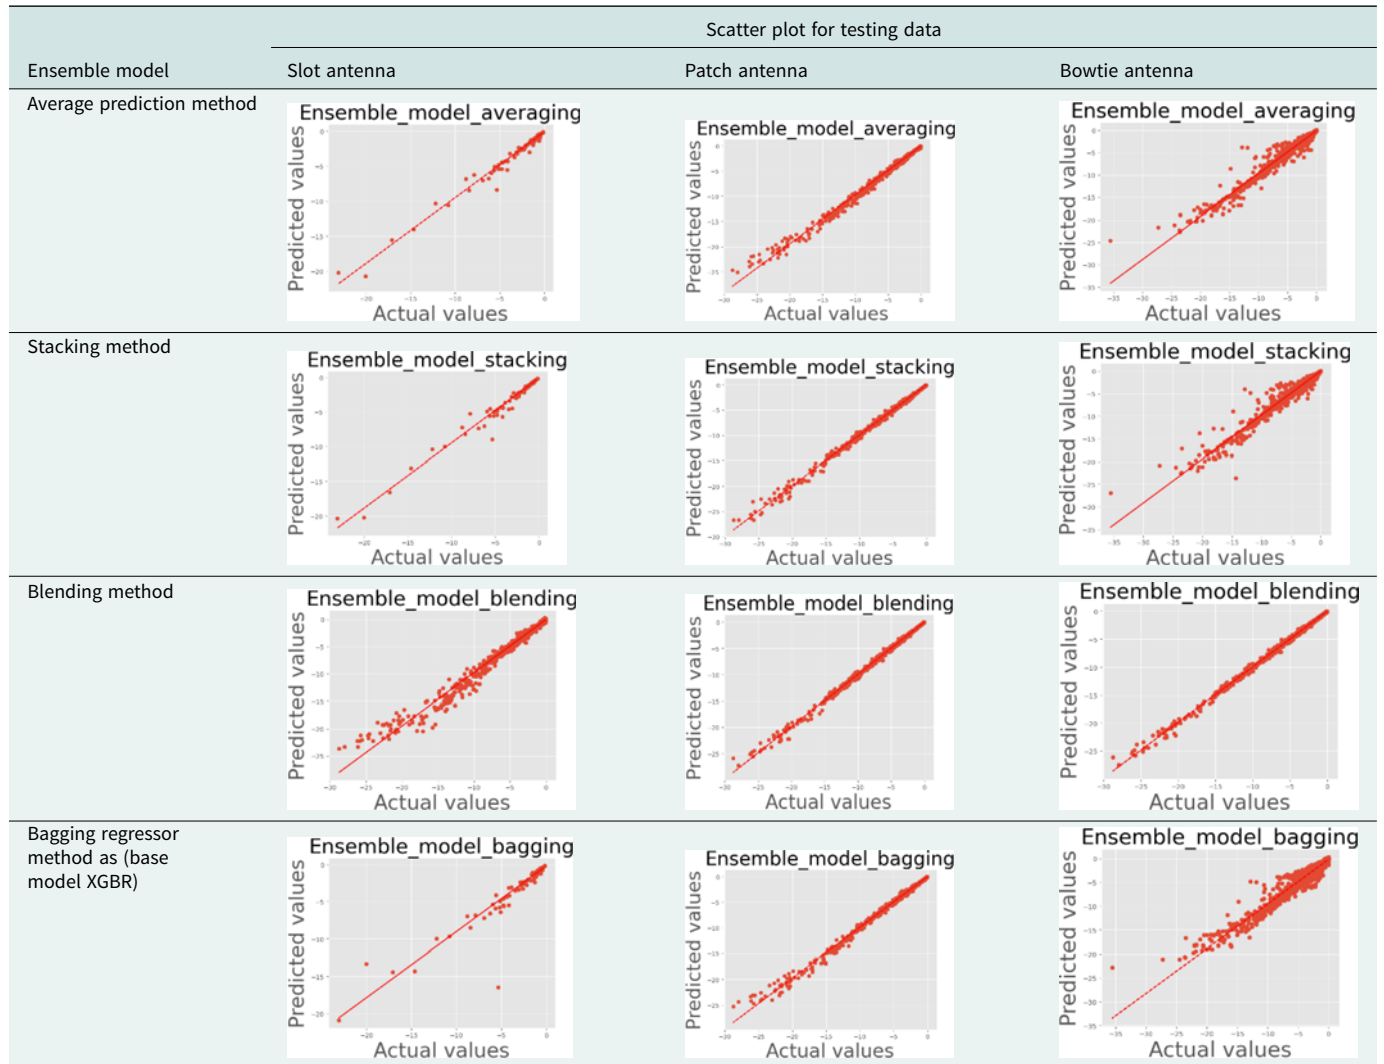 Scatter plot for testing data
Ensemble model
Slot antenna
Patch antenna
Bowtie antenna
Average prediction method
Ensemble_model_averaging
Predicted values
Actual values
Ensemble_model_averaging
Predicted values
Actual values
Ensemble_model_averaging
Predicted values
Actual values
Stacking method
Ensemble_model_stacking
Predicted values
Actual values
Ensemble_model_stacking
Predicted values
Actual values
Ensemble_model_stacking
Predicted values
Actual values
Blending method
Ensemble_model_blending
Predicted values
Actual values
Ensemble_model_blending
Predicted values
Actual values
Ensemble_model_blending
Predicted values
Actual values
Bagging regressor
method as (base
model XGBR)
Ensemble_model_bagging
Predicted values
Actual values
Ensemble_model_bagging
Predicted values
Actual values
Ensemble_model_bagging
Predicted values
Actual values